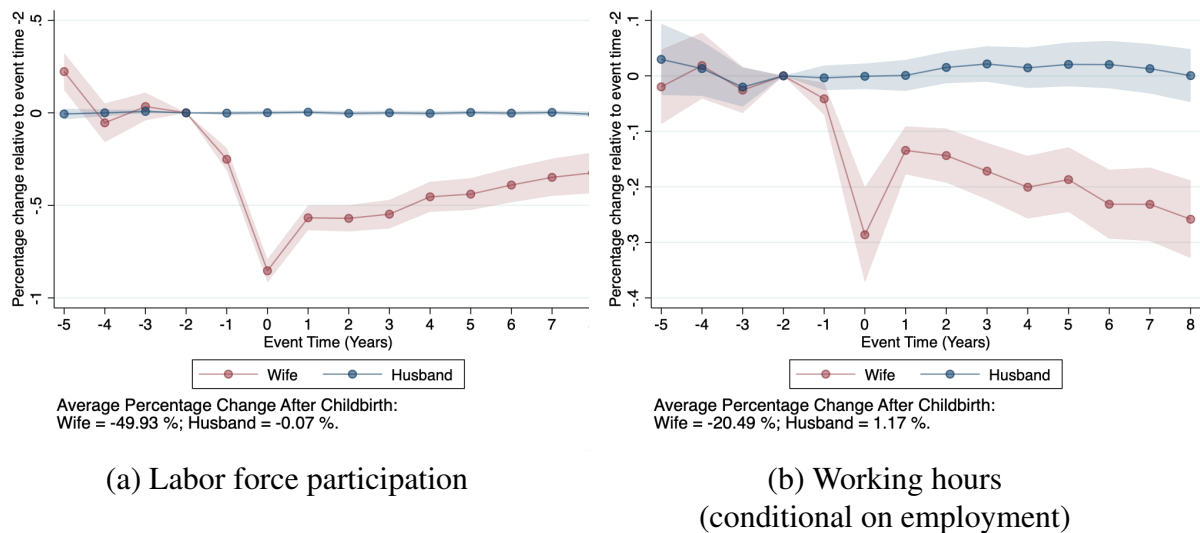 Percentage change relative to event time -2
.5
0
-.5
-1
-5 -4 -3 -2 -1 0 1 2 3 4 5 6 7
Event Time (Years)
Wife Husband
Average Percentage Change After Childbirth:
Wife = -49.93 %; Husband = -0.07 %.
(a) Labor force participation
Percentage change relative to event time -2
.1
0
-.1
-.2
-.3
-.4
-5 -4 -3 -2 -1 0 1 2 3 4 5 6 7 8
Event Time (Years)
Wife Husband
Average Percentage Change After Childbirth:
Wife = -20.49 %; Husband = 1.17 %.
(b) Working hours
(conditional on employment)